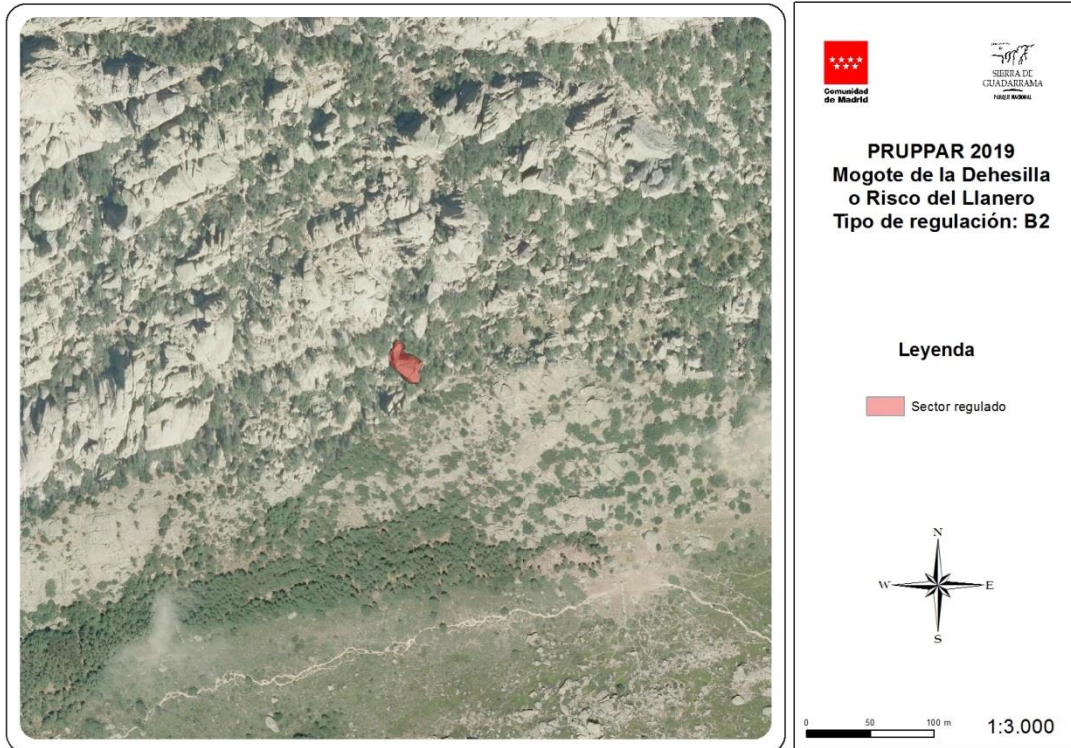 Comunidad
de Madrid
SIERRA DE
GUADARRAMA
PARQUE NACIONAL
PRUPPAR 2019
Mogote de la Dehesilla
o Risco del Llanero
Tipo de regulación: B2
Leyenda
Sector regulado
N
W E
S
0 50 100 m
1:3.000